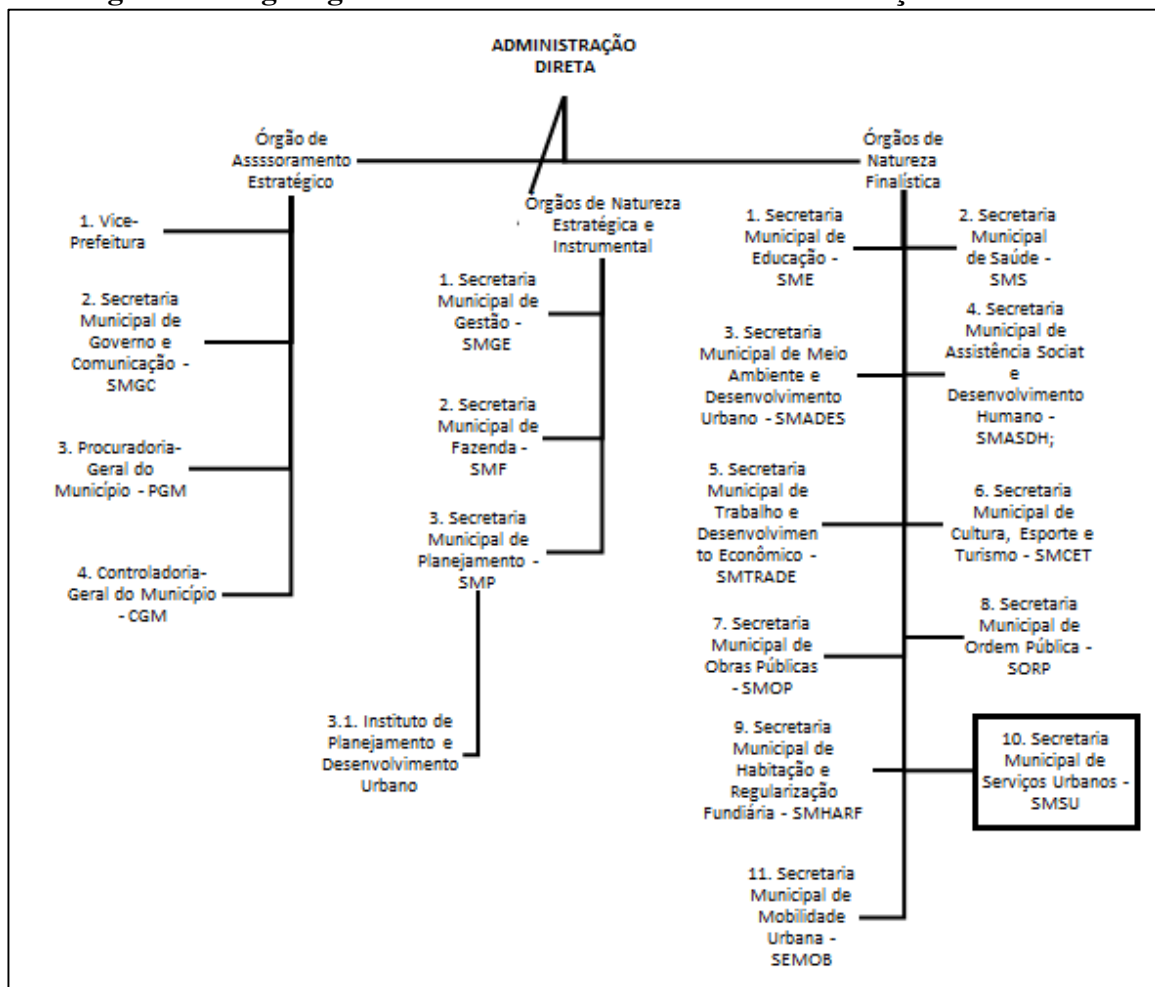 ADMINISTRAÇÃO
DIRETA
Órgão de
Asssssoramento
Estratégico
1. Vice-
Prefeitura
2. Secretaria
Municipal de
Governo e
Comunicação -
SMGC
3. Procuradoria-
Geral do
Município - PGM
4. Controladoria-
Geral do Município
- CGM
Órgãos de Natureza
Estratégica e
Instrumental
1. Secretaria
Municipal de
Gestão -
SMGE
2. Secretaria
Municipal de
Fazenda -
SMF
3. Secretaria
Municipal de
Planejamento -
SMP
3.1. Instituto de
Planejamento e
Desenvolvimento
Urbano
Órgãos de
Natureza
Finalística
1. Secretaria
Municipal de
Educação -
SME
2. Secretaria
Municipal
de Saúde -
SMS
3. Secretaria
Municipal de Meio
Ambiente e
Desenvolvimento
Urbano - SMADES
4. Secretaria
Municipal de
Assistência Sociat
e
Desenvolvimento
Humano -
SMASDH;
5. Secretaria
Municipal de
Trabalho e
Desenvolvimen
to Econômico -
SMTRADE
6. Secretaria
Municipal de
Cultura, Esporte e
Turismo - SMCET
7. Secretaria
Municipal de
Obras Públicas
- SMOP
8. Secretaria
Municipal de
Ordem Pública -
SORP
9. Secretaria
Municipal de
Habitação e
Regularização
Fundiária - SMHARF
10. Secretaria
Municipal de
Serviços Urbanos -
SMSU
11. Secretaria
Municipal de
Mobilidade
Urbana -
SEMOB